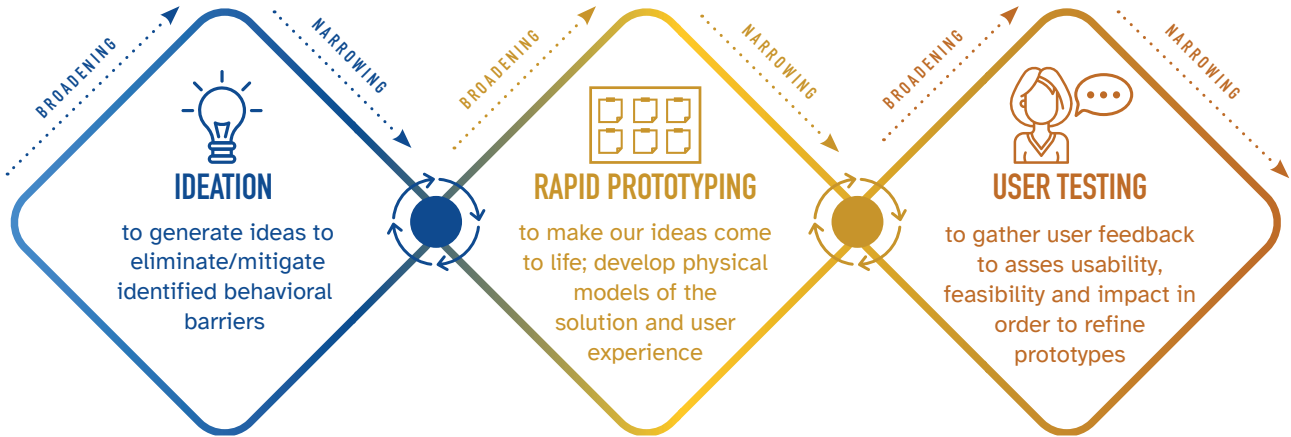 BROADENING
NARROWING
IDEATION
to generate ideas to
eliminate/mitigate
identified behavioral
barriers
BROADENING
NARROWING
RAPID PROTOTYPING
to make our ideas come
to life; develop physical
models of the
solution and user
experience
BROADENING
NARROWING
USER TESTING
to gather user feedback
to asses usability,
feasibility and impact in
order to refine
prototypes